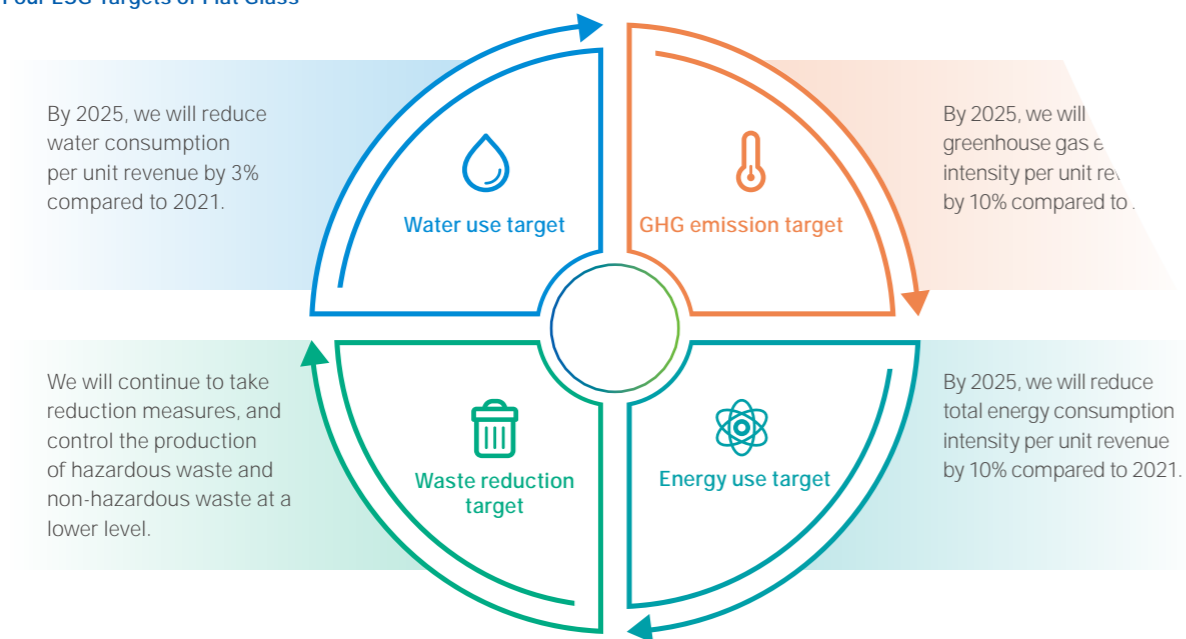 By 2025, we will reduce
water consumption
per unit revenue by 3%
compared to 2021.
Water use target
GHG emission target
By 2025, we will
greenhouse gas
intensity per unit
by 10% compared to
We will continue to take
reduction measures, and
control the production
of hazardous waste and
non-hazardous waste at a
lower level.
Waste reduction
target
Energy use target
By 2025, we will reduce
total energy consumption
intensity per unit revenue
by 10% compared to 2021.